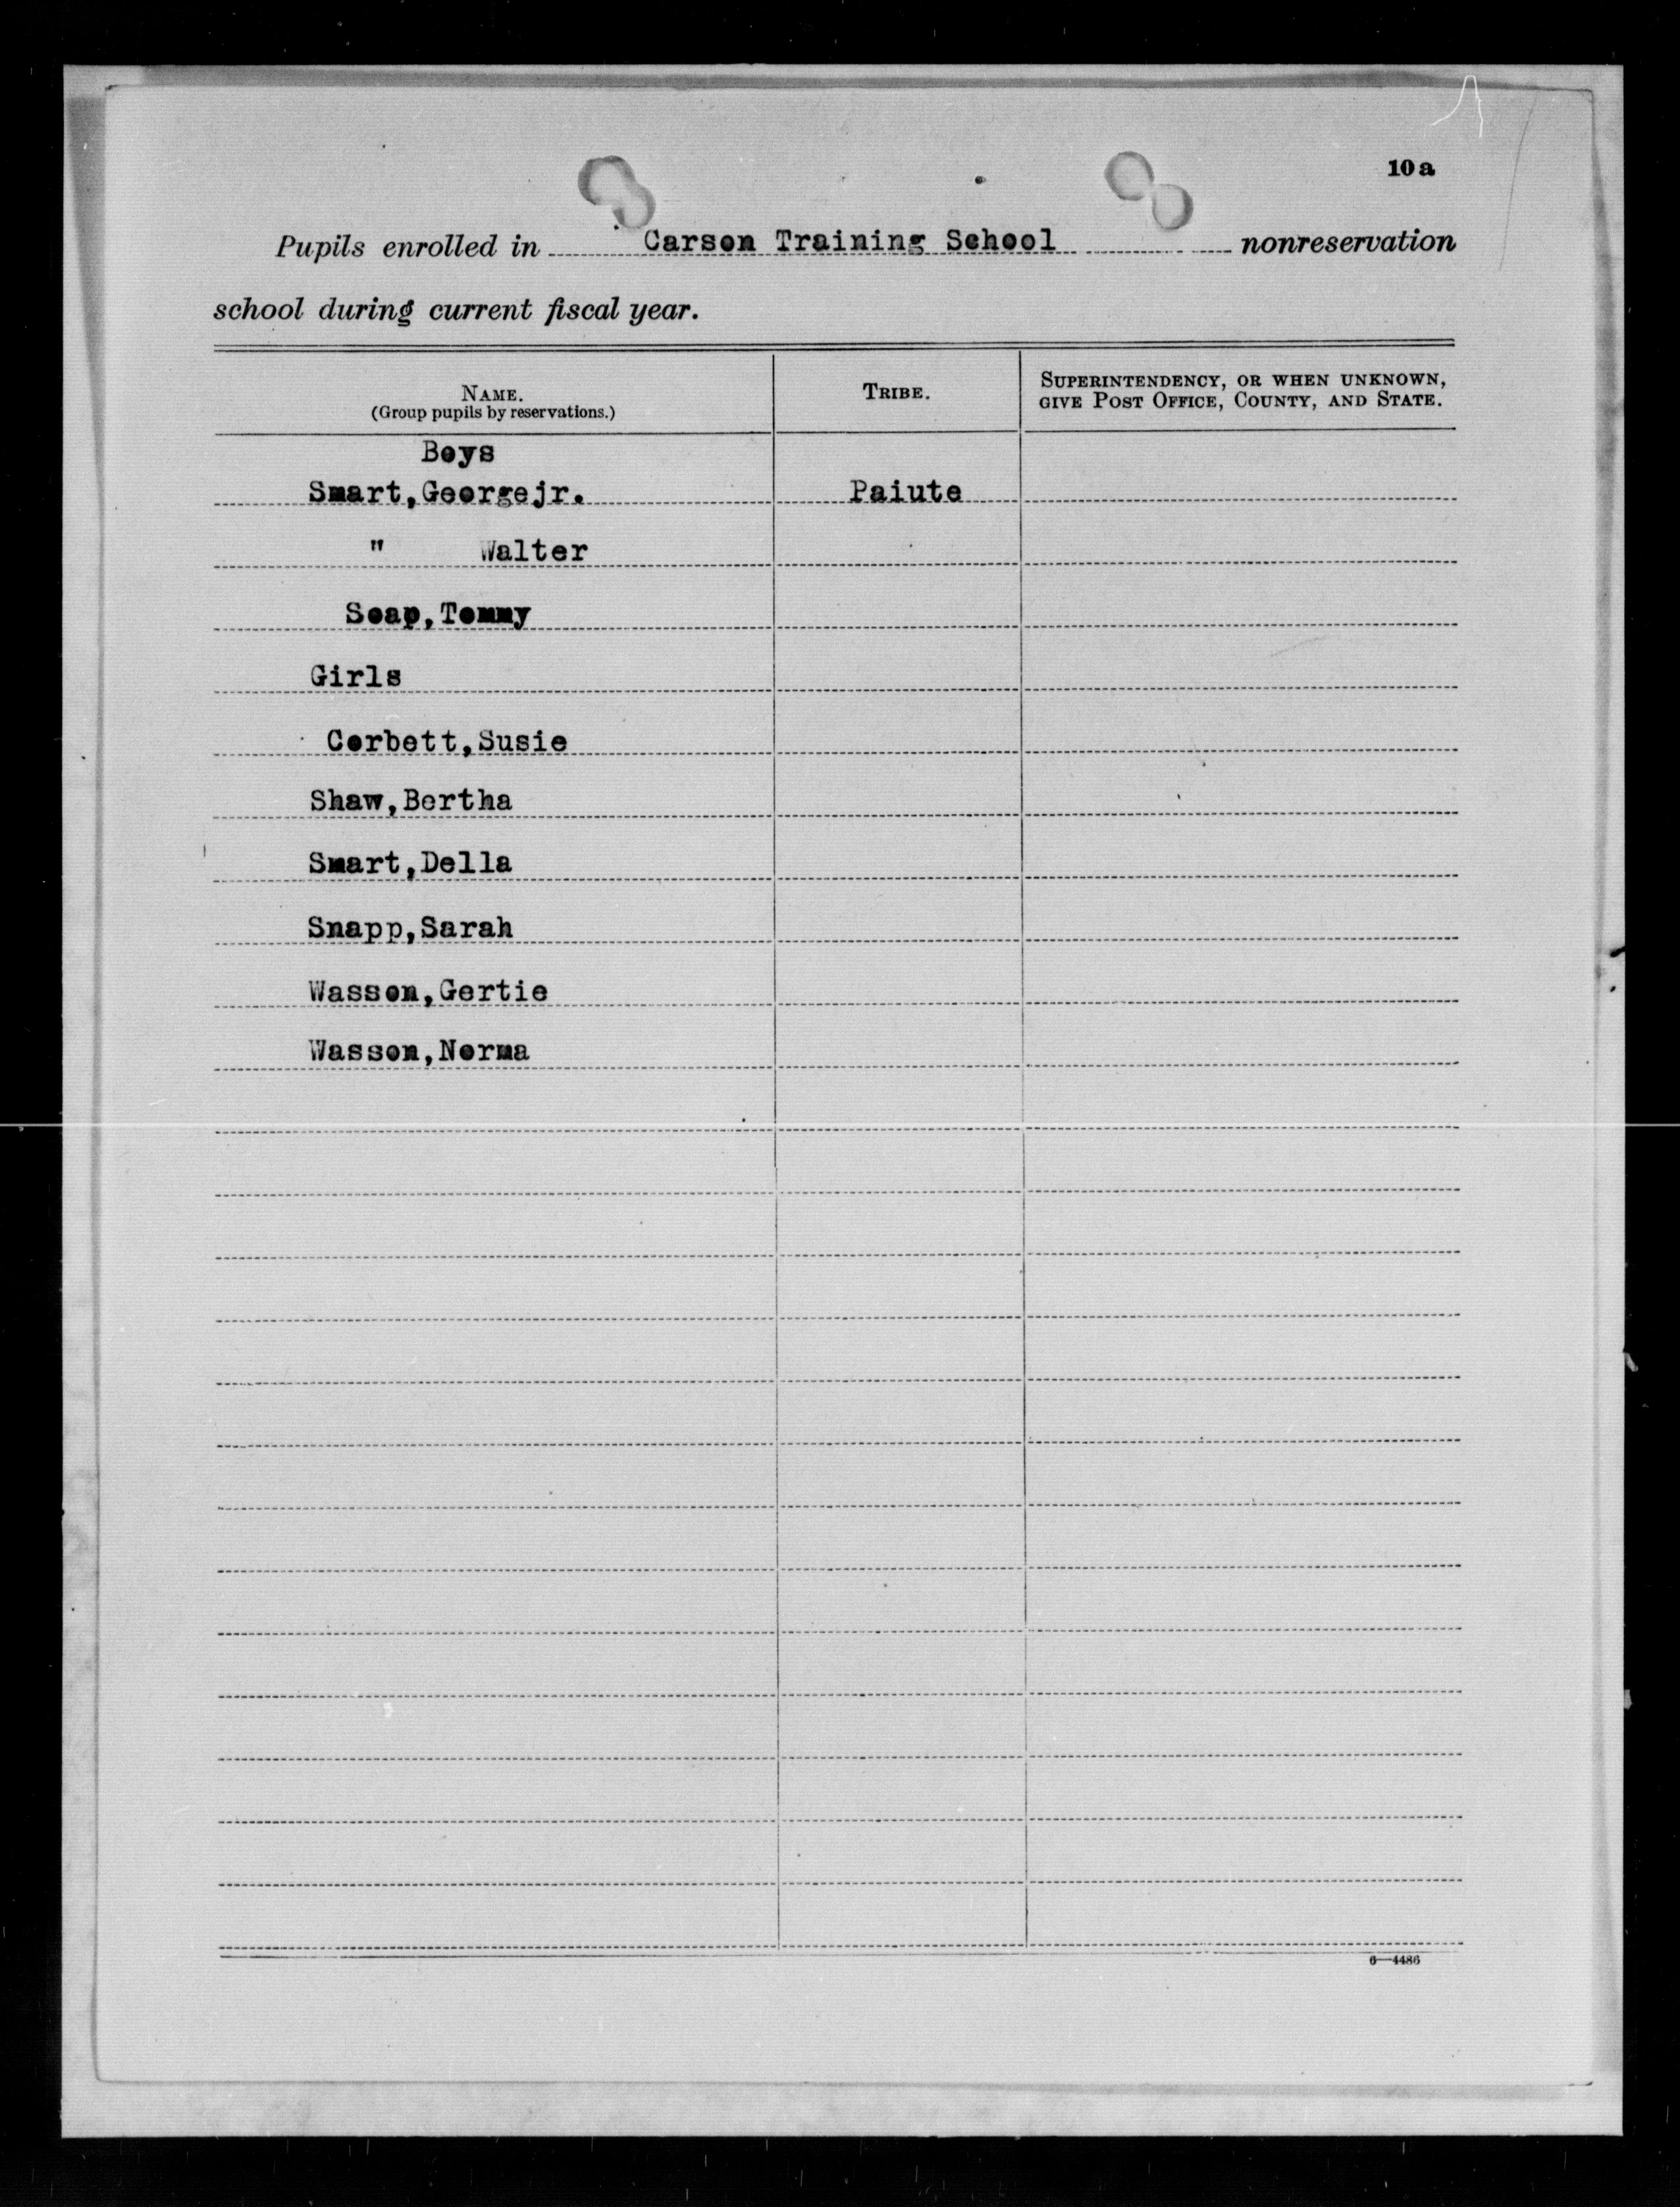 10 a
Pupils enrolled in Carson Training School nonreservation
school during current fiscal year.
NAME.
(Group pupils by reservations.)
TRIBE.
SUPERINTENDENCY, OR WHEN UNKNOWN,
GIVE POST OFFICE, COUNTY, AND STATE.
Boys
Smart,George jr. Paiute
" Walter
Soap,Tommy
Girls
Corbett,Susie
Shaw,Bertha
Smart,Della
Snapp,Sarah
Wasson,Gertie
Wasson,Norma
6—4486